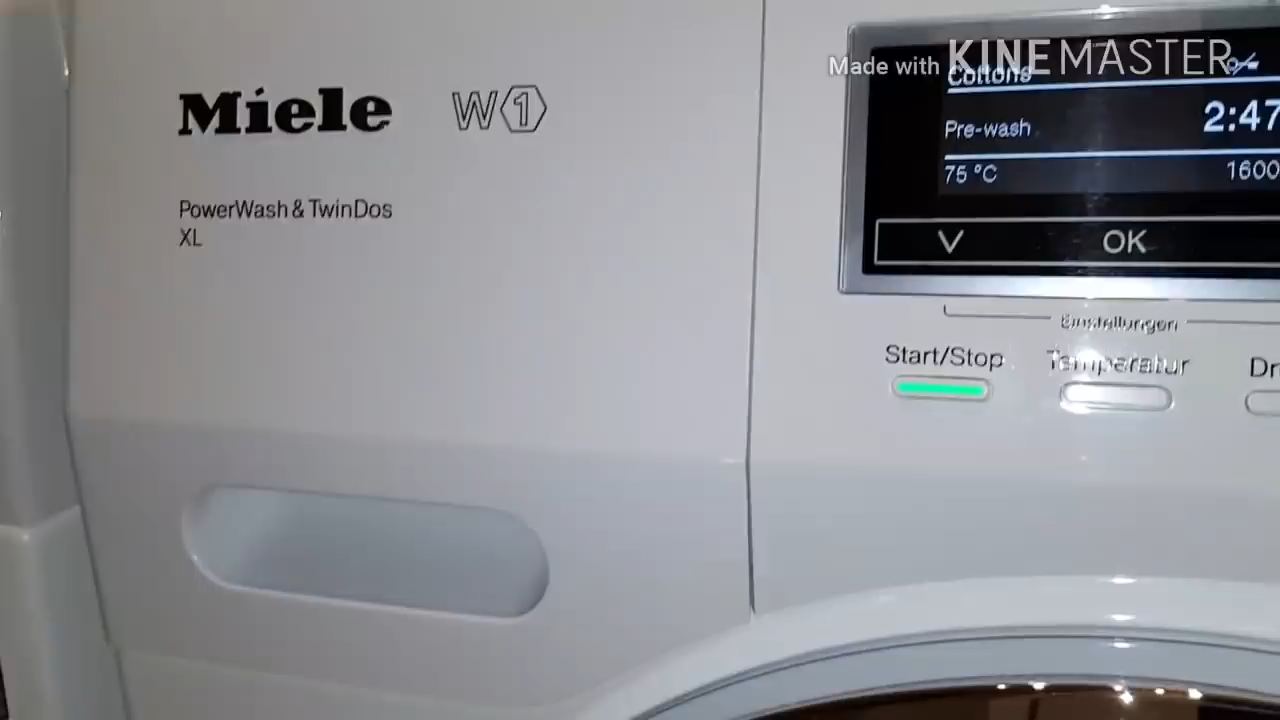 Made with KINEMASTER
Miele W1
Cottons
Pre-wash 2:47
75 °C 1600
PowerWash & TwinDos
XL
OK
Einstellungen
Start/Stop Temperatur